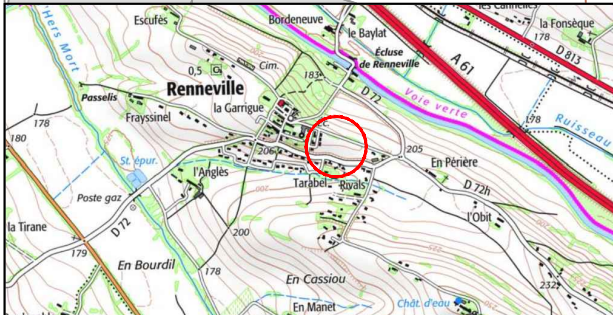 Escufés
Bordeneuve
le Baylat
les Cannelles
178
la Fonsèque
D 813
Écluse
de Renneville
A 61
Hers Mort
0,5
Cim.
183
Renneville
D 72
Voie verte
Passelis
la Garrigue
Frayssinel
178
178
Ruisseau
180
206
205
St. épur.
l'Anglès
En Périère
Tarabel
Rivals
D 72h
Poste gaz
la Tirane
D 72
200
l'Obit
179
En Bourdil
178
En Cassiou
232
Chât. d'eau
En Manet